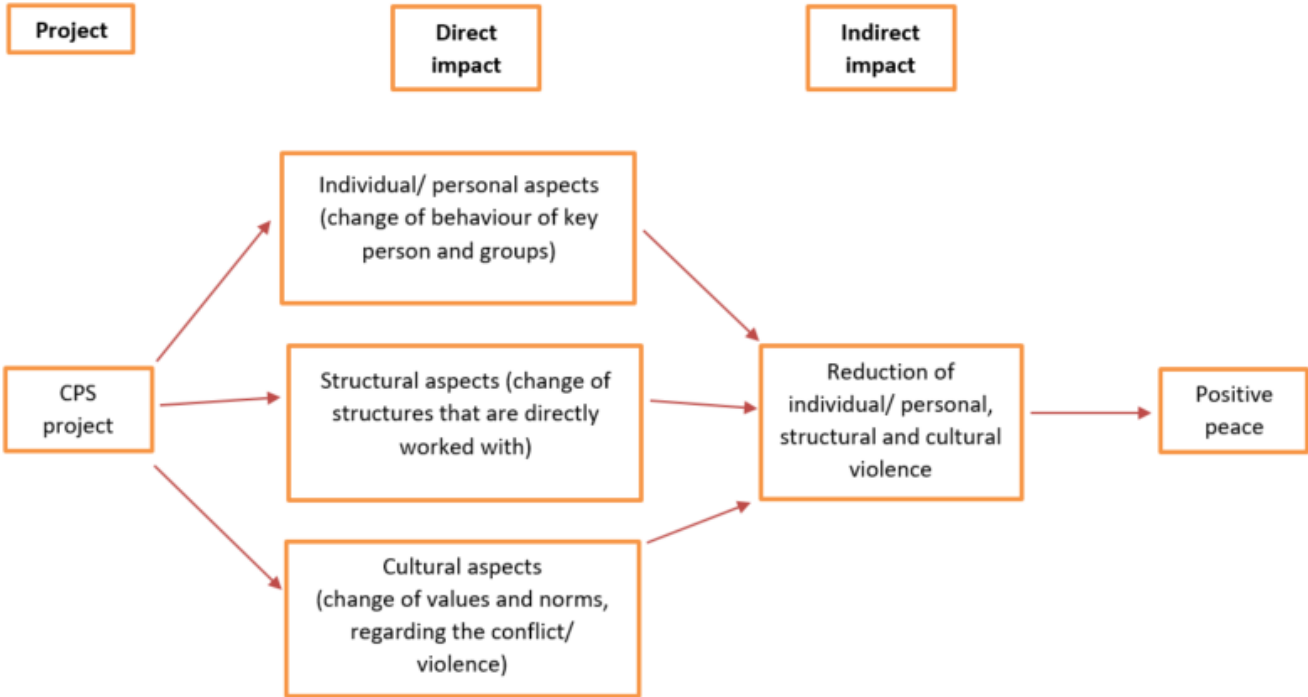 Project
Direct
impact
Indirect
impact
Individual/ personal aspects
(change of behaviour of key
person and groups)
CPS
project
Structural aspects (change of
structures that are directly
worked with)
Reduction of
individual/ personal,
structural and cultural
violence
Positive
peace
Cultural aspects
(change of values and norms,
regarding the conflict/
violence)